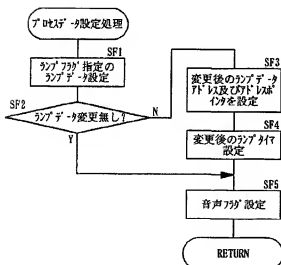 プロセスデータ設定処理
SF1
ランプフラグ指定の
ランプデータ設定
SF2
ランプデータ変更無し?
N
Y
SF3
変更後のランプデータ
アドレス及びアドレスポ
インタを設定
SF4
変更後のランプタイマ
設定
SF5
音声フラグ設定
RETURN